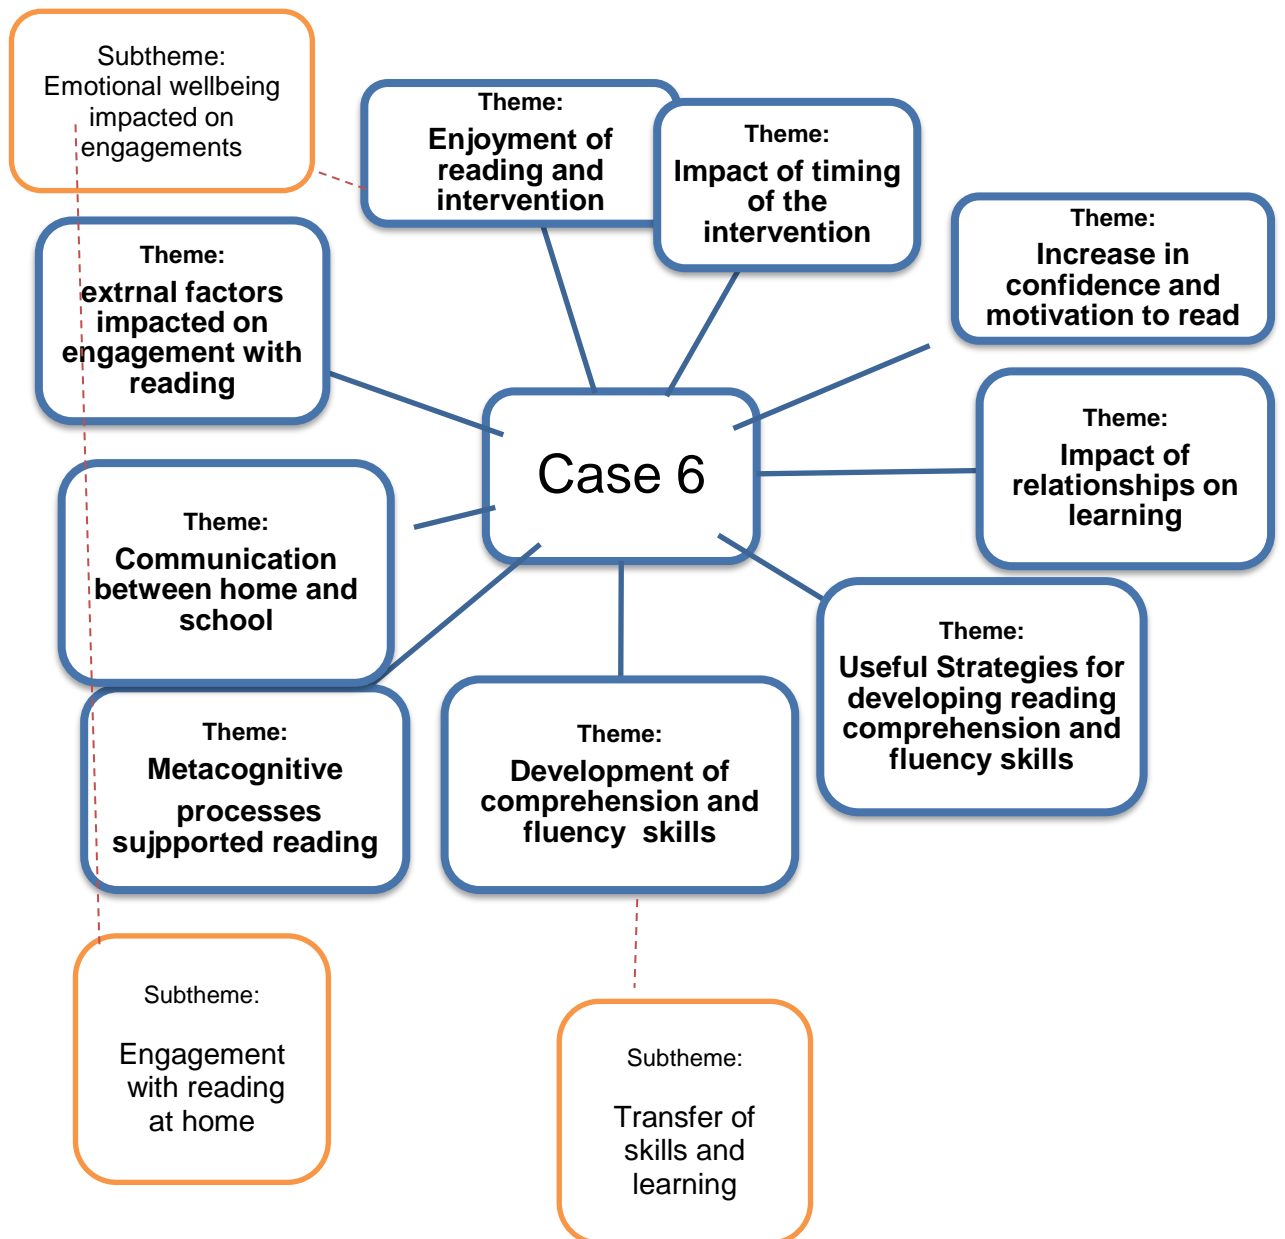 Subtheme:
Emotional wellbeing
impacted on
engagements
Theme:
Enjoyment of
reading and
intervention
Theme:
Impact of timing
of the
intervention
Theme:
Increase in
confidence and
motivation to read
Theme:
extrnal factors
impacted on
engagement with
reading
Case 6
Theme:
Impact of
relationships on
learning
Theme:
Communication
between home and
school
Theme:
Useful Strategies for
developing reading
comprehension and
fluency skills
Theme:
Metacognitive
processes
sujpported reading
Theme:
Development of
comprehension and
fluency  skills
Subtheme:
Engagement
with reading
at home
Subtheme:
Transfer of
skills and
learning